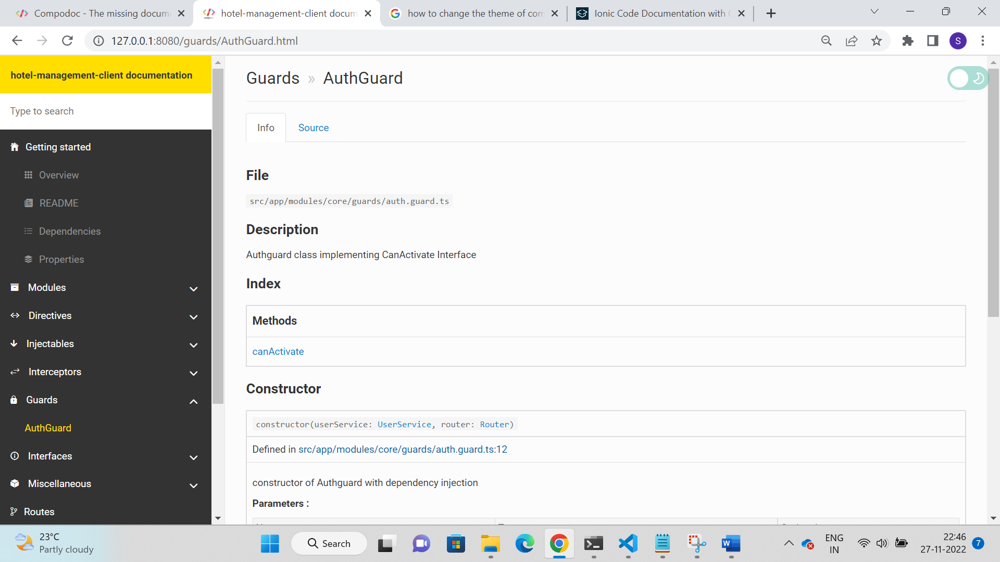 Compodoc - The missing docume
hotel-management-client docum
how to change the theme of com
Ionic Code Documentation with C
127.0.0.1:8080/guards/AuthGuard.html
S
hotel-management-client documentation
Type to search
Getting started
Overview
README
Dependencies
Properties
Modules
Directives
Injectables
Interceptors
Guards
AuthGuard
Interfaces
Miscellaneous
Routes
Guards » AuthGuard
Info
Source
File
src/app/modules/core/guards/auth.guard.ts
Description
Authguard class implementing CanActivate Interface
Index
Methods
canActivate
Constructor
constructor(userService: UserService, router: Router)
Defined in src/app/modules/core/guards/auth.guard.ts:12
constructor of Authguard with dependency injection
Parameters :
23°C
Partly cloudy
Search
ENG
IN
22:46
27-11-2022
7